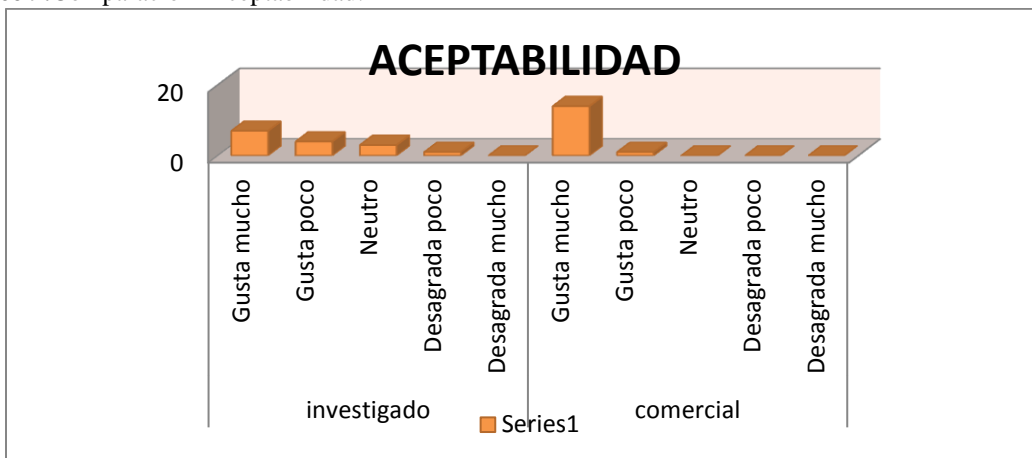 ACEPTABILIDAD
20
0
Gusta mucho
Gusta poco
Neutro
Desagrada poco
Desagrada mucho
Gusta mucho
Gusta poco
Neutro
Desagrada poco
Desagrada mucho
investigado
comercial
Series1